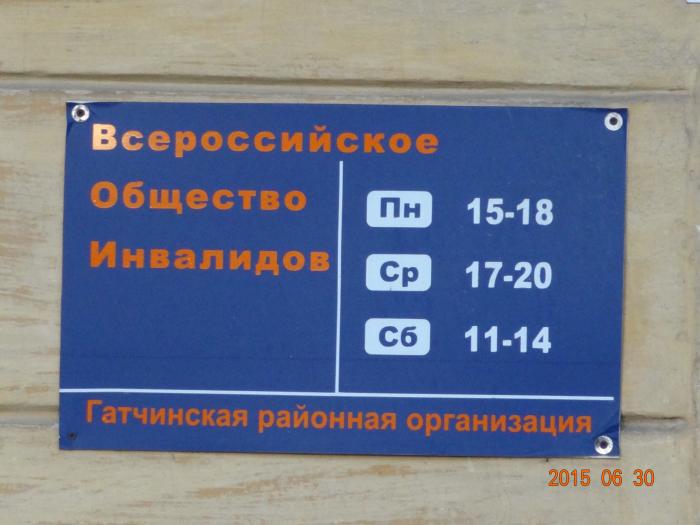 Всероссийское
Общество
Инвалидов
Пн 15-18
Ср 17-20
Сб 11-14
Гатчинская районная организация
2015 06 30